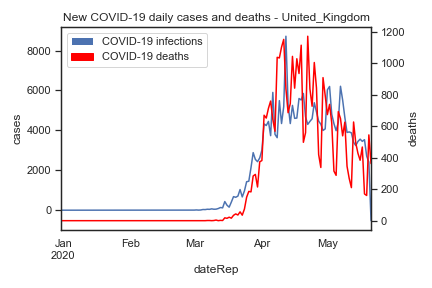 New COVID-19 daily cases and deaths - United_Kingdom
COVID-19 infections
COVID-19 deaths
8000
6000
4000
2000
0
cases
1200
1000
800
600
400
200
0
deaths
Jan Feb Mar Apr May
2020
dateRep